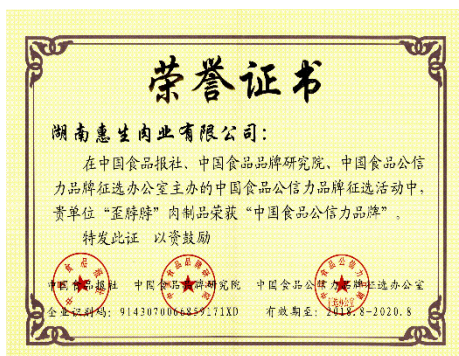 荣誉证书
湖南惠生肉业有限公司：
在中国食品报社、中国食品品牌研究院、中国食品公信
力品牌征选办公室主办的中国食品公信力品牌征选活动中，
贵单位“歪牌牌”肉制品荣获“中国食品公信力品牌”。
特发此证 以资鼓励
中国食品报社 中国食品品牌研究院 中国食品公信力品牌征选办公室
企业识别码: 9143070066859171XD 有效期至: 2018.8-2020.8